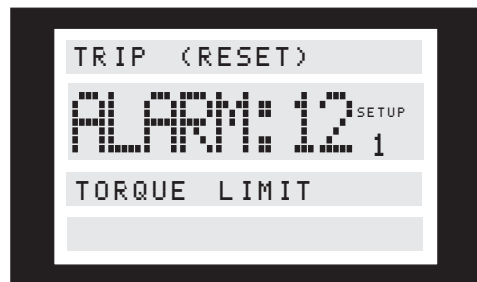 TRIP (RESET)
ALARM:12 SETUP 1
TORQUE LIMIT